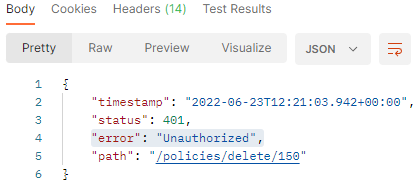 Body Cookies Headers (14) Test Results
Pretty Raw Preview Visualize JSON
1 {
2 "timestamp": "2022-06-23T12:21:03.942+00:00",
3 "status": 401,
4 "error": "Unauthorized",
5 "path": "/policies/delete/150"
6 }